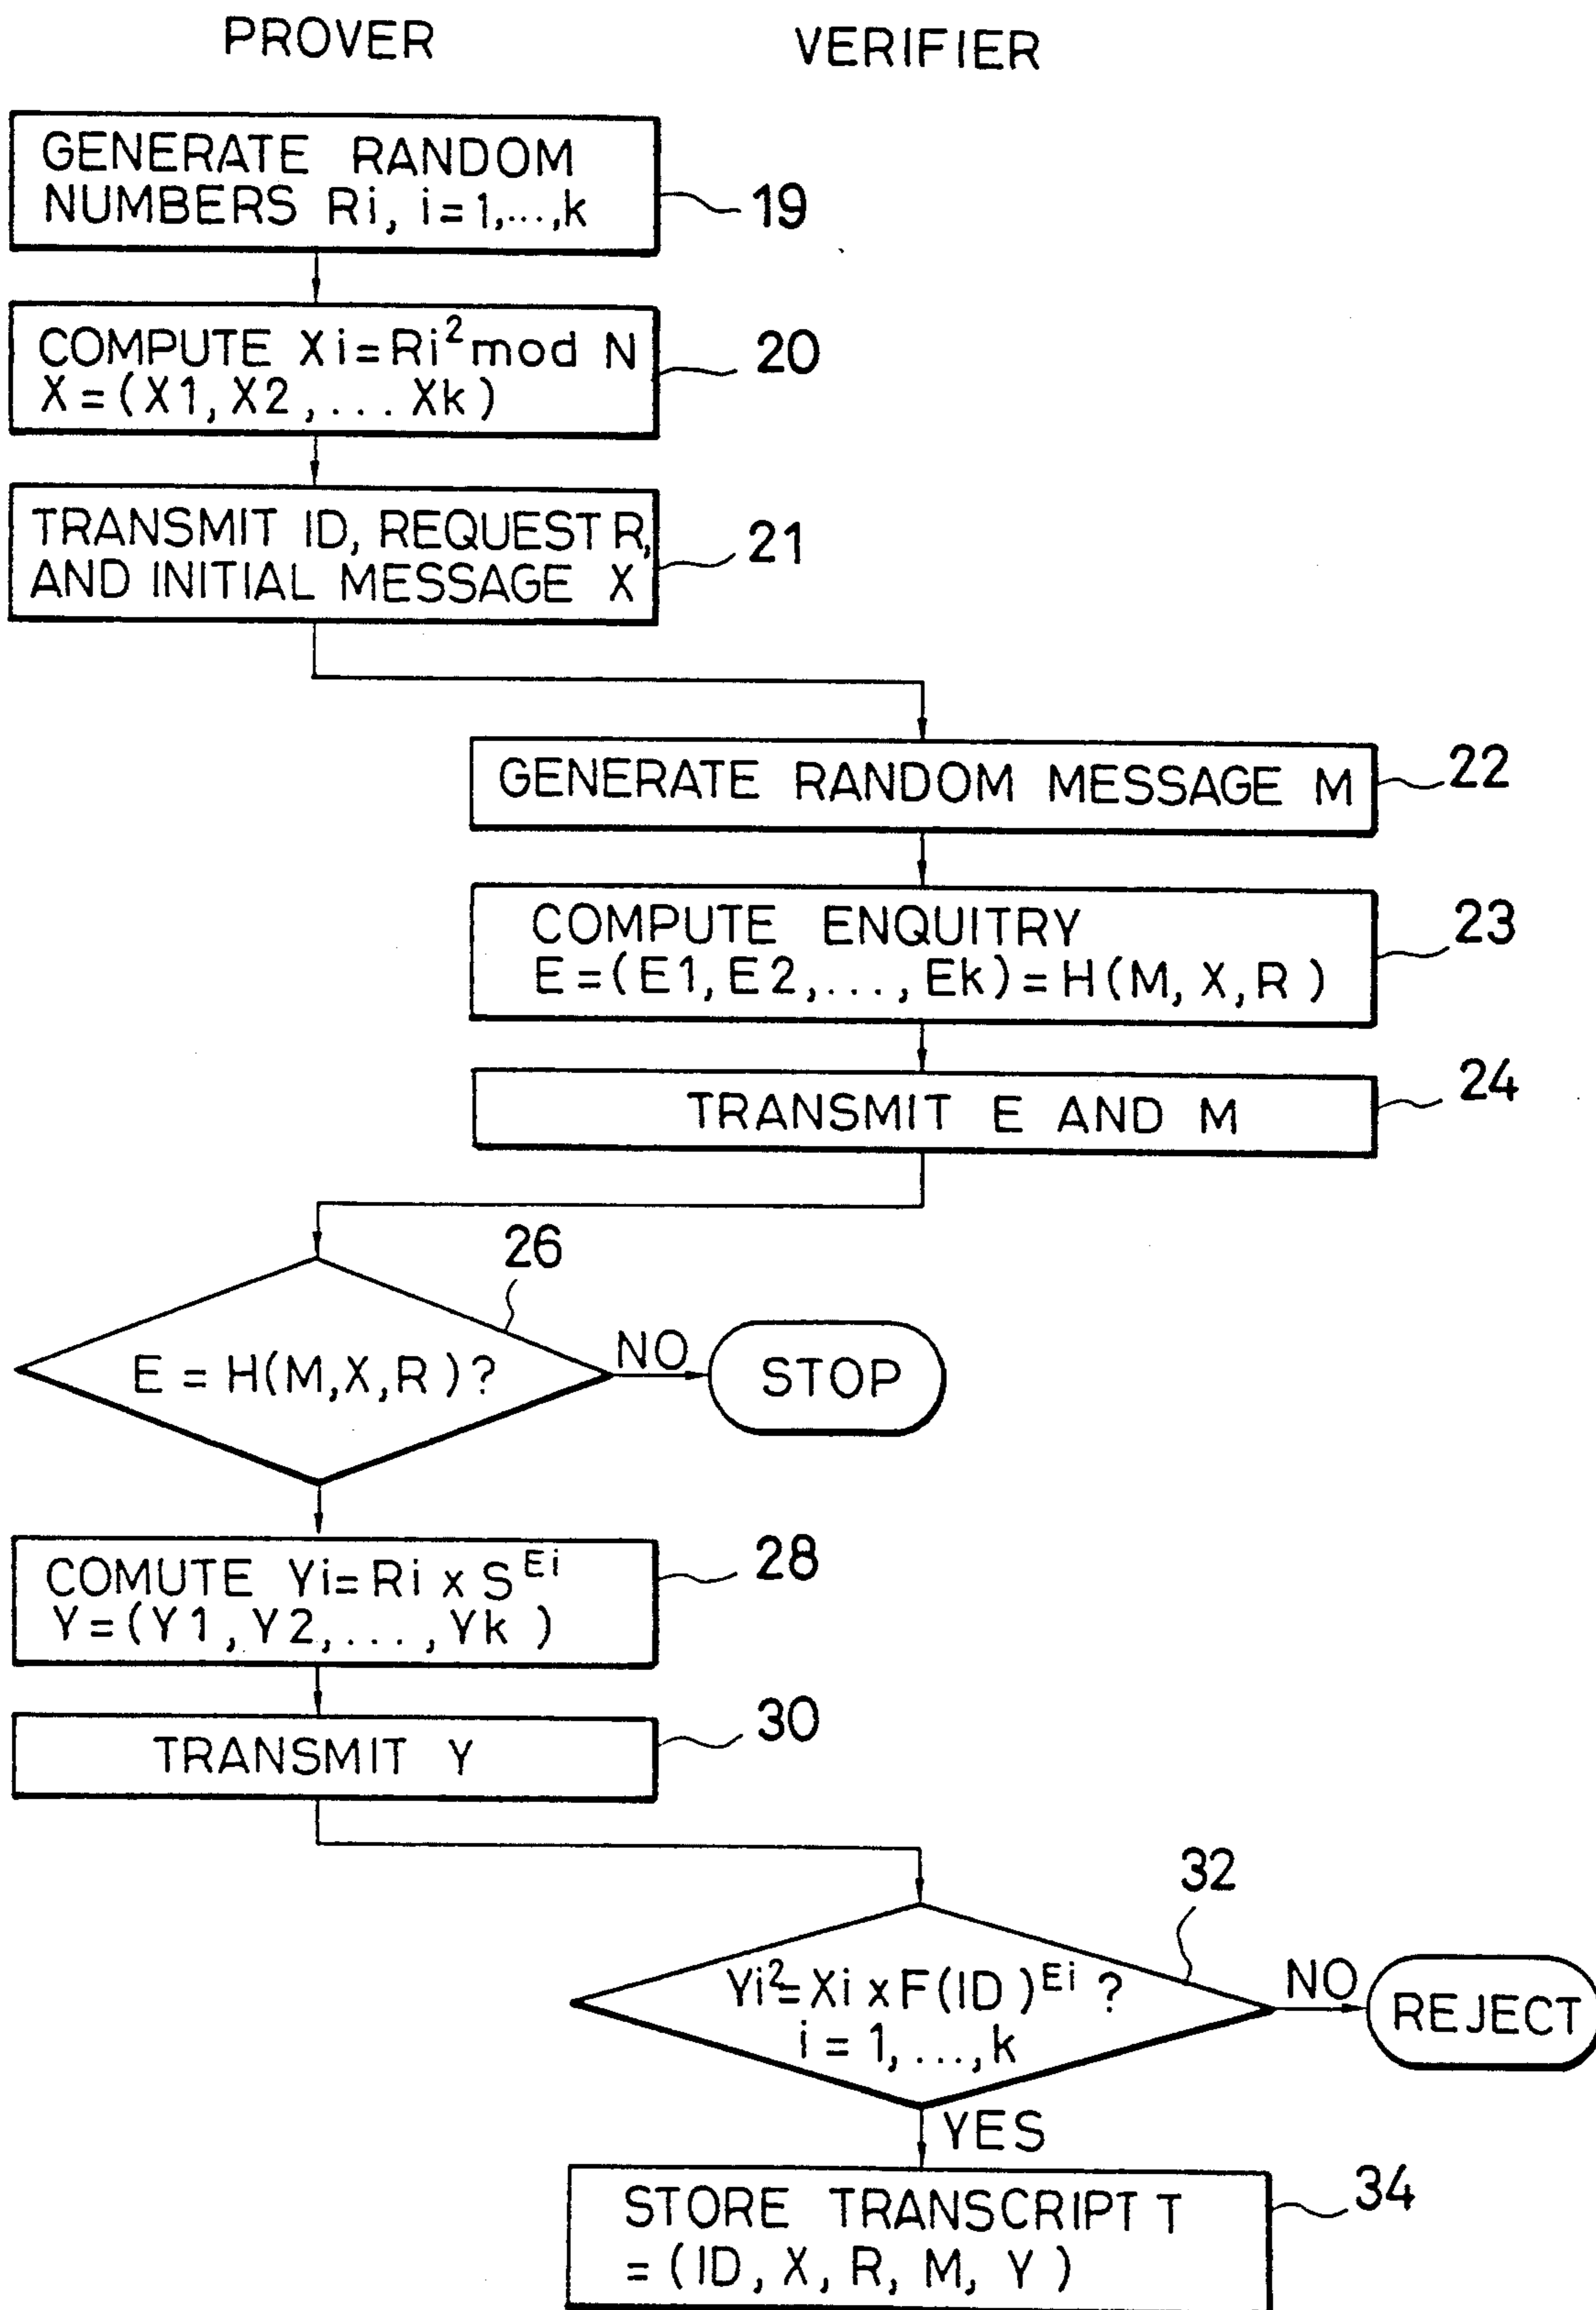 PROVER
VERIFIER
GENERATE RANDOM
NUMBERS Ri, i=1,...,k
19
COMPUTE Xi=Ri² mod N
X=(X1, X2, ... Xk)
20
TRANSMIT ID, REQUEST R,
AND INITIAL MESSAGE X
21
GENERATE RANDOM MESSAGE M
22
COMPUTE ENQUITRY
E=(E1, E2, ..., Ek)=H(M, X, R)
23
TRANSMIT E AND M
24
26
E = H(M,X,R)?
NO
STOP
COMUTE Yi=Ri x S^Ei
Y=(Y1, Y2, ..., Yk)
28
TRANSMIT Y
30
32
Yi²=Xi x F(ID)^Ei ?
i = 1, ..., k
NO
REJECT
YES
STORE TRANSCRIPT T
= (ID, X, R, M, Y)
34